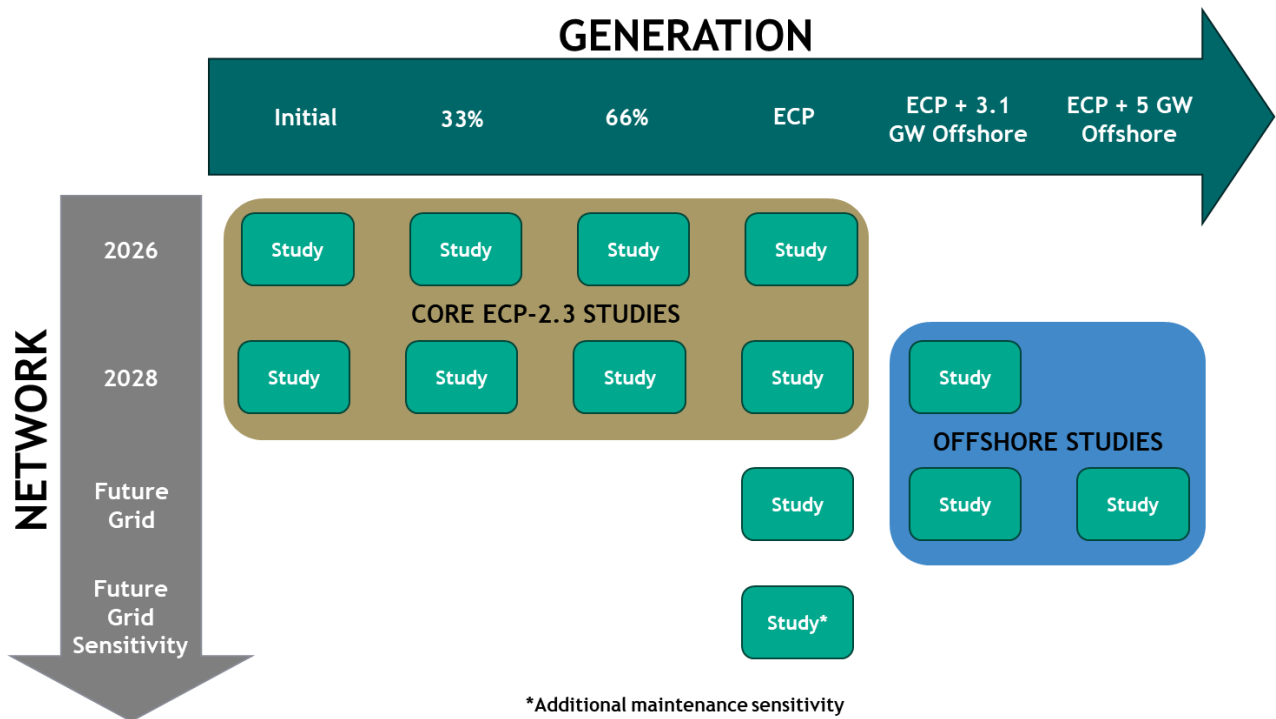 GENERATION
Initial
33%
66%
ECP
ECP + 3.1
GW Offshore
ECP + 5 GW
Offshore
NETWORK
2026
Study
Study
Study
Study
CORE ECP-2.3 STUDIES
2028
Study
Study
Study
Study
Study
OFFSHORE STUDIES
Future
Grid
Study
Study
Study
Future
Grid
Sensitivity
Study*
*Additional maintenance sensitivity